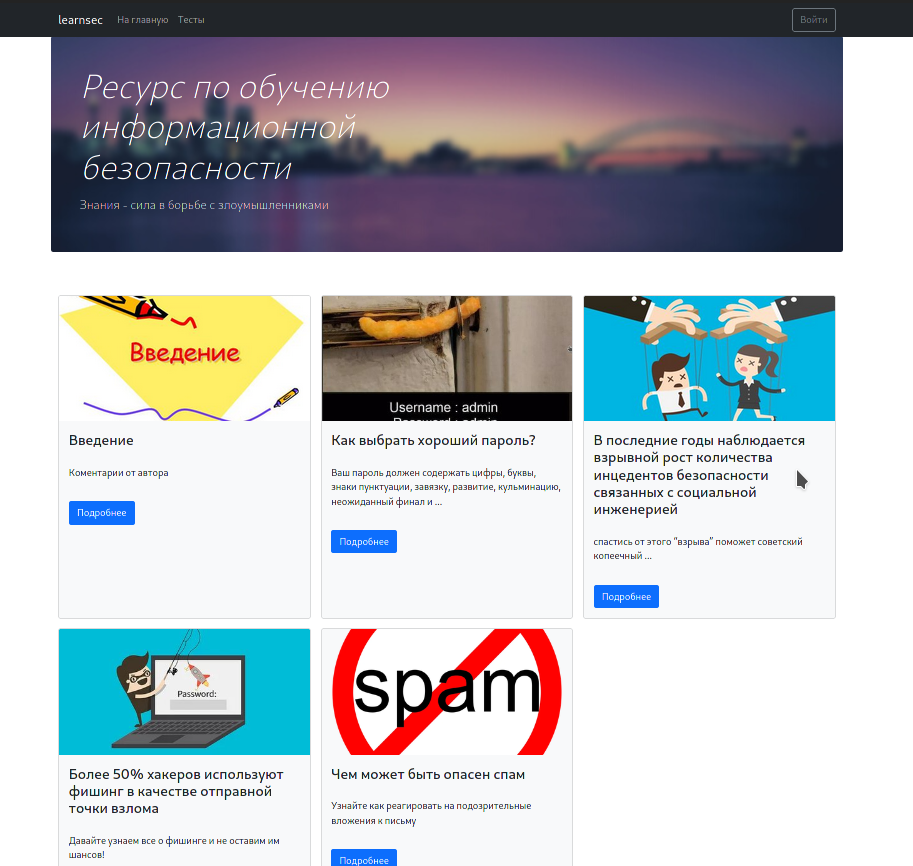 learnsec На главную Тесты Войти
Ресурс по обучению
информационной
безопасности
Знания - сила в борьбе с злоумышленниками
Введение
Введение
Коментарии от автора
Подробнее
Username : admin
Password : admin
Как выбрать хороший пароль?
Ваш пароль должен содержать цифры, буквы,
знаки пунктуации, завязку, развитие, кульминацию,
неожиданный финал и ...
Подробнее
В последние годы наблюдается
взрывной рост количества
инцедентов безопасности
связанных с социальной
инженерией
спастись от этого "взрыва" поможет советский
копеечный ...
Подробнее
Password:
Более 50% хакеров используют
фишинг в качестве отправной
точки взлома
Давайте узнаем все о фишинге и не оставим им
шансов!
spam
Чем может быть опасен спам
Узнайте как реагировать на подозрительные
вложения к письму
Подробнее